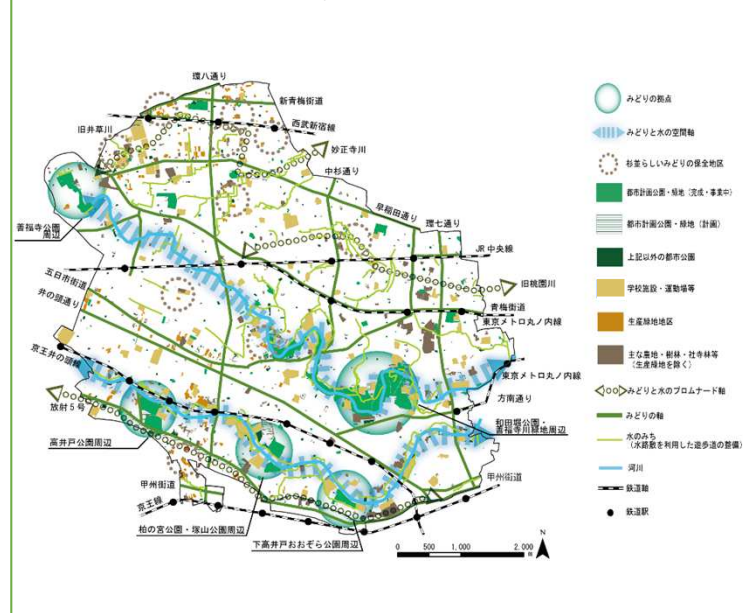 環八通り
新青梅街道
西武新宿線
旧井草川
妙正寺川
中杉通り
早稲田通り
環七通り
善福寺公園
周辺
JR中央線
五日市街道
旧桃園川
井の頭通り
青梅街道
東京メトロ丸ノ内線
京王井の頭線
東京メトロ丸ノ内線
放射5号
方南通り
和田堀公園・
善福寺川緑地周辺
高井戸公園周辺
甲州街道
甲州街道
京王線
柏の宮公園・塚山公園周辺
下高井戸おおぞら公園周辺
0 500 1,000 2,000
m
N
みどりの拠点
みどりと水の空間軸
杉並らしいみどりの保全地区
都市計画公園・緑地(完成・事業中)
都市計画公園・緑地(計画)
上記以外の都市公園
学校施設・運動場等
生産緑地地区
主な農地・樹林・社寺林等
(生産緑地を除く)
みどりと水のプロムナード軸
みどりの軸
水のみち
(水路敷を利用した遊歩道の整備)
河川
鉄道軸
鉄道駅